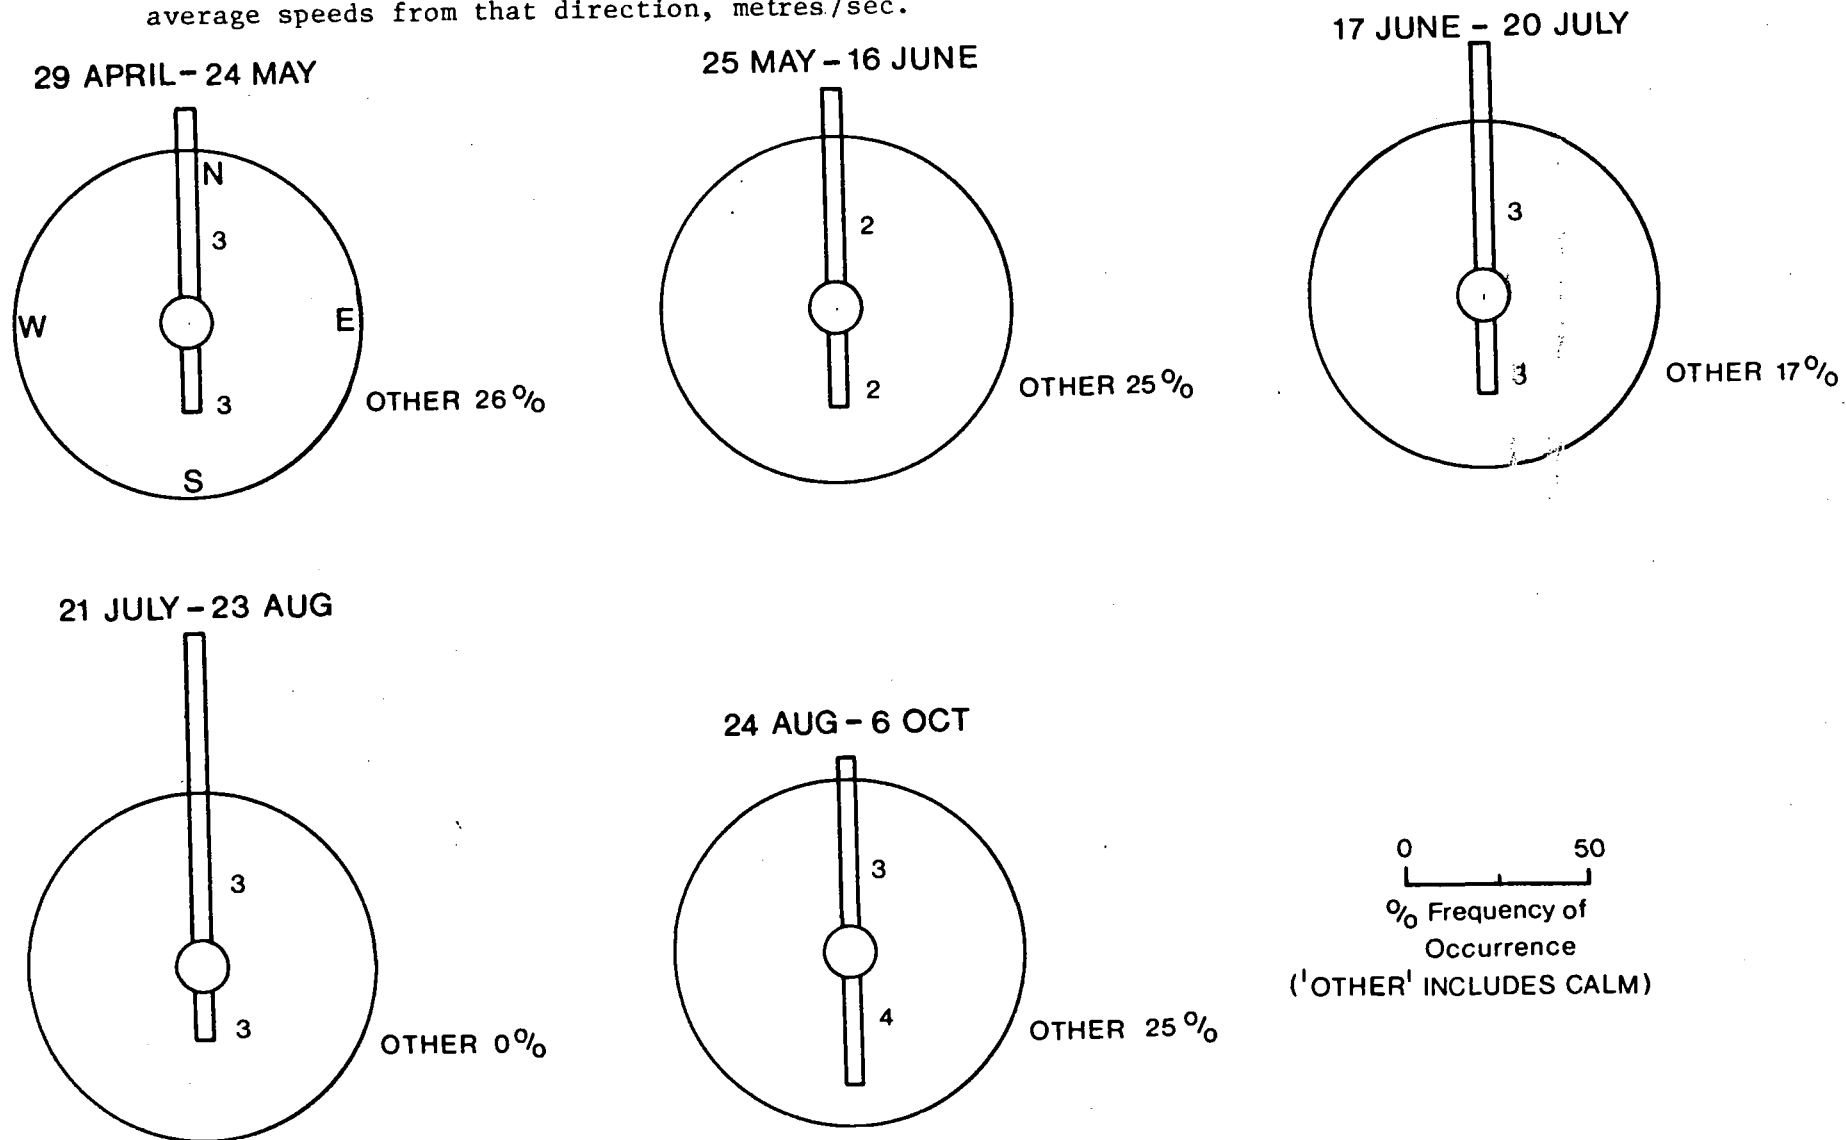 average speeds from that direction, metres/sec.
29 APRIL – 24 MAY
N
3
W
E
3
S
OTHER 26%
25 MAY – 16 JUNE
2
2
OTHER 25%
17 JUNE – 20 JULY
3
3
OTHER 17%
21 JULY – 23 AUG
3
3
OTHER 0%
24 AUG – 6 OCT
3
4
OTHER 25%
0 50
% Frequency of
Occurrence
('OTHER' INCLUDES CALM)